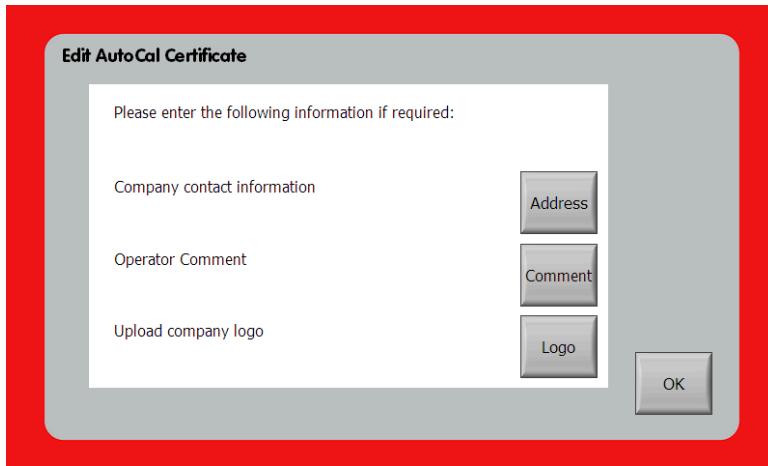 Edit AutoCal Certificate
Please enter the following information if required:
Company contact information
Address
Operator Comment
Comment
Upload company logo
Logo
OK